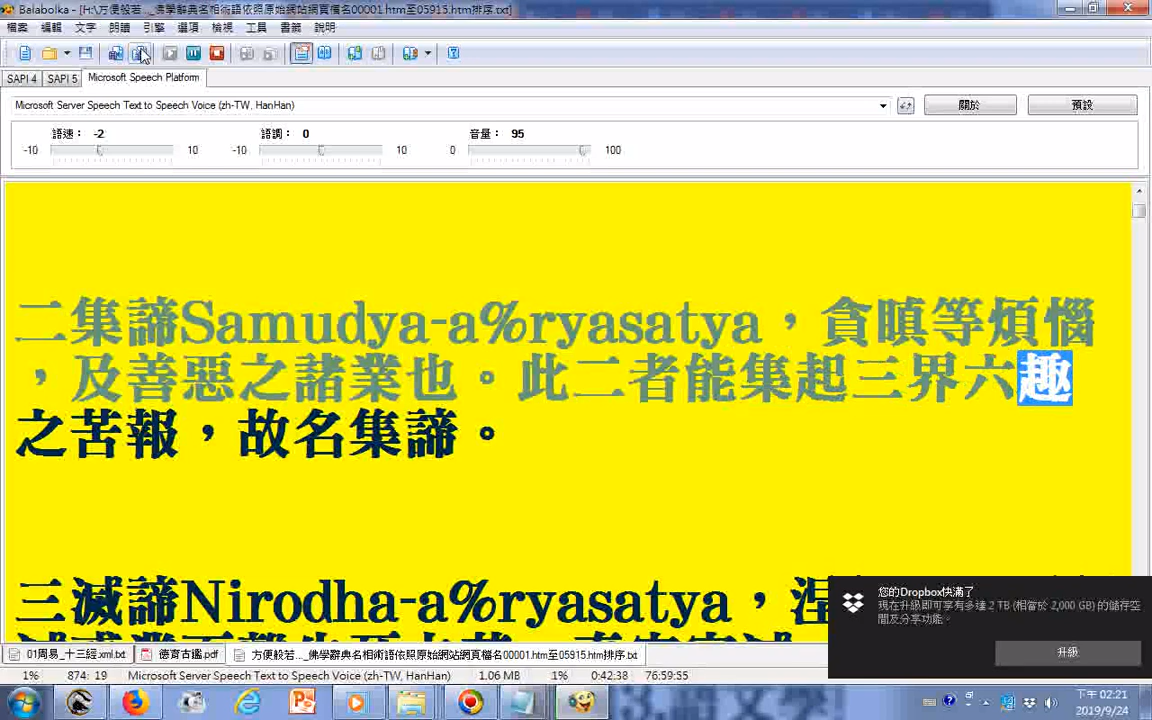 Balabolka - [H:\方便般若..._佛學辭典名相術語依照原始網站網頁檔名00001.htm至05915.htm排序.txt]
檔案 編輯 文字 朗讀 引擎 選項 檢視 工具 書籤 說明
SAPI 4 SAPI 5 Microsoft Speech Platform
Microsoft Server Speech Text to Speech Voice (zh-TW, HanHan) 關於 預設
語速： -2 語調： 0 音量： 95
-10 10 -10 10 0 100
二集諦Samudya-a%ryasatya，貪瞋等煩惱
，及善惡之諸業也。此二者能集起三界六趣
之苦報，故名集諦。
三滅諦Nirodha-a%ryasatya，涅
您的Dropbox快滿了
現在升級即可享有多達 2 TB (相當於 2,000 GB) 的儲存空
間及分享功能。
升級
01周易_十三經.xml.txt 德育古鑑.pdf 方便般若..._佛學辭典名相術語依照原始網站網頁檔名00001.htm至05915.htm排序.txt
1% 874: 19 Microsoft Server Speech Text to Speech Voice (zh-TW, HanHan) 1.06 MB 1% 0:42:38 76:59:55
下午 02:21
2019/9/24